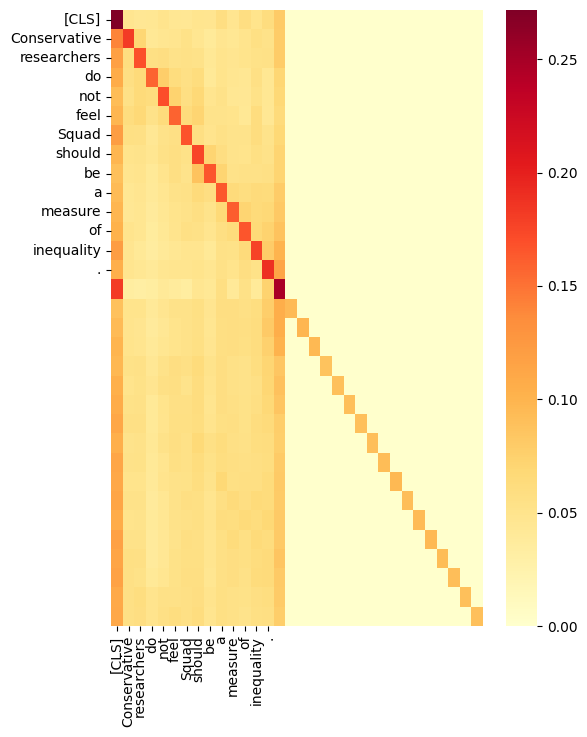 [CLS]
Conservative
researchers
do
not
feel
Squad
should
be
a
measure
of
inequality
.
0.25
0.20
0.15
0.10
0.05
0.00
[CLS]
Conservative
researchers
do
not
feel
Squad
should
be
a
measure
of
inequality
.